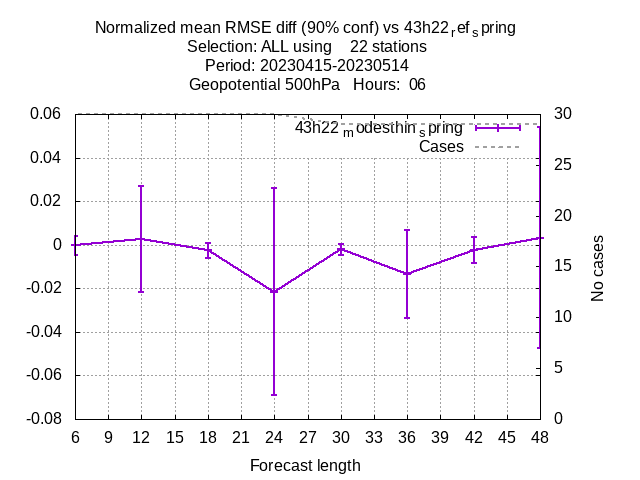 Normalized mean RMSE diff (90% conf) vs 43h22refspring
Selection: ALL using 22 stations
Period: 20230415-20230514
Geopotential 500hPa Hours: 06
43h22modesthinspring
Cases
0.06
0.04
0.02
0
-0.02
-0.04
-0.06
-0.08
30
25
20
15
10
5
0
No cases
6 9 12 15 18 21 24 27 30 33 36 39 42 45 48
Forecast length